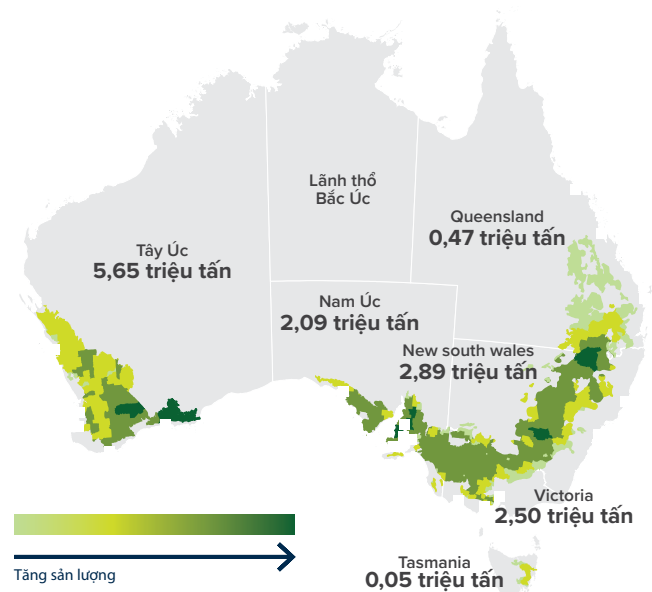 Lãnh thổ
Bắc Úc
Queensland
0,47 triệu tấn
Tây Úc
5,65 triệu tấn
Nam Úc
2,09 triệu tấn
New south wales
2,89 triệu tấn
Victoria
2,50 triệu tấn
Tasmania
0,05 triệu tấn
Tăng sản lượng